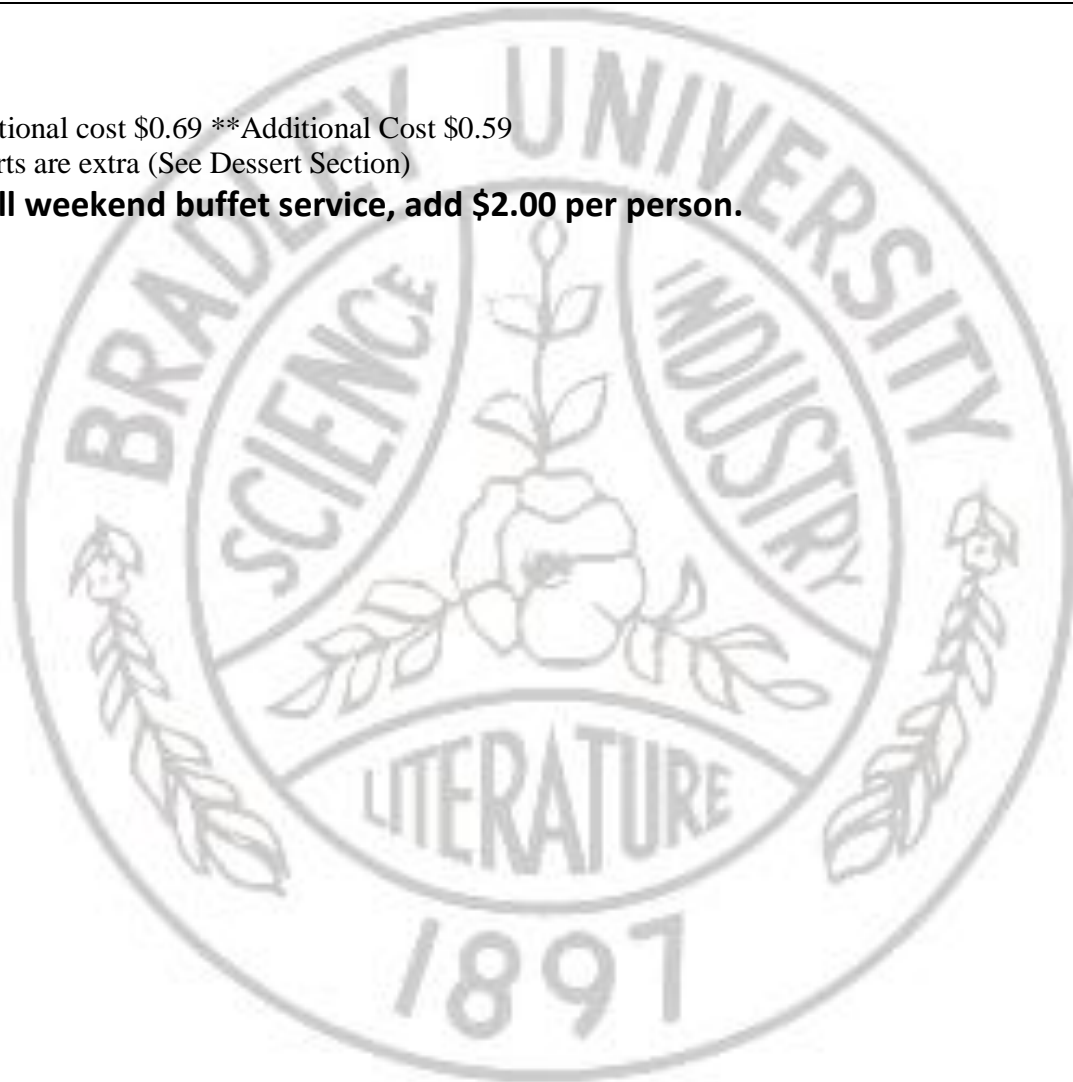 tional cost $0.69 **Additional Cost $0.59
rts are extra (See Dessert Section)
ll weekend buffet service, add $2.00 per person.
BRADLEY UNIVERSITY
SCIENCE
INDUSTRY
LITERATURE
1897